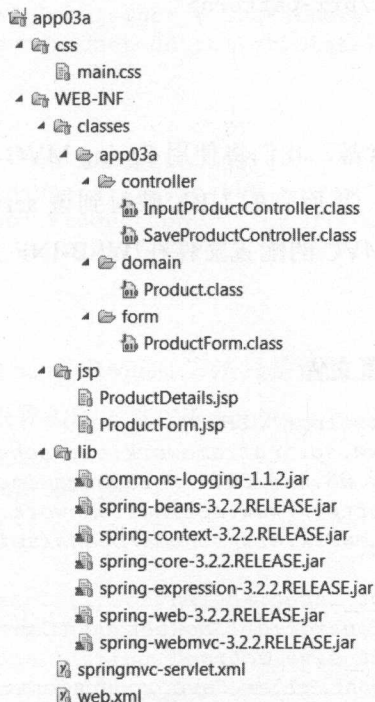 app03a
css
main.css
WEB-INF
classes
app03a
controller
InputProductController.class
SaveProductController.class
domain
Product.class
form
ProductForm.class
jsp
ProductDetails.jsp
ProductForm.jsp
lib
commons-logging-1.1.2.jar
spring-beans-3.2.2.RELEASE.jar
spring-context-3.2.2.RELEASE.jar
spring-core-3.2.2.RELEASE.jar
spring-expression-3.2.2.RELEASE.jar
spring-web-3.2.2.RELEASE.jar
spring-webmvc-3.2.2.RELEASE.jar
springmvc-servlet.xml
web.xml